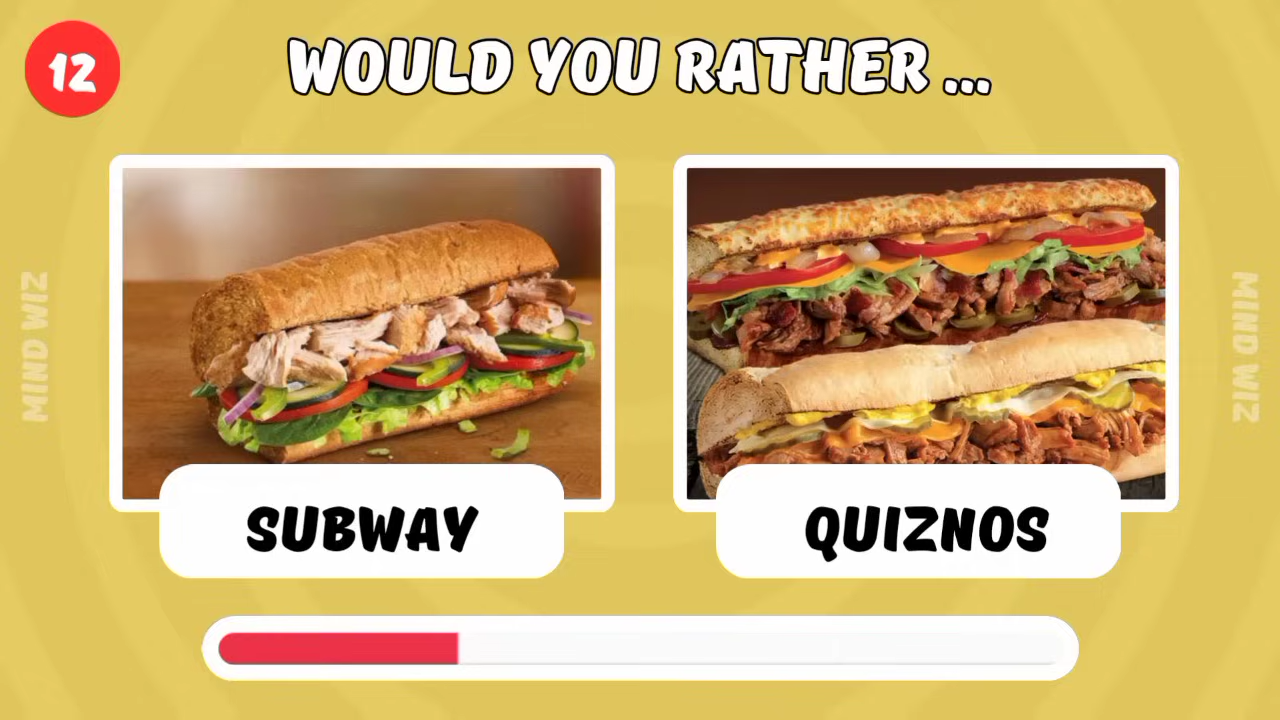 12
WOULD YOU RATHER ...
MIND WIZ
MIND WIZ
SUBWAY
QUIZNOS